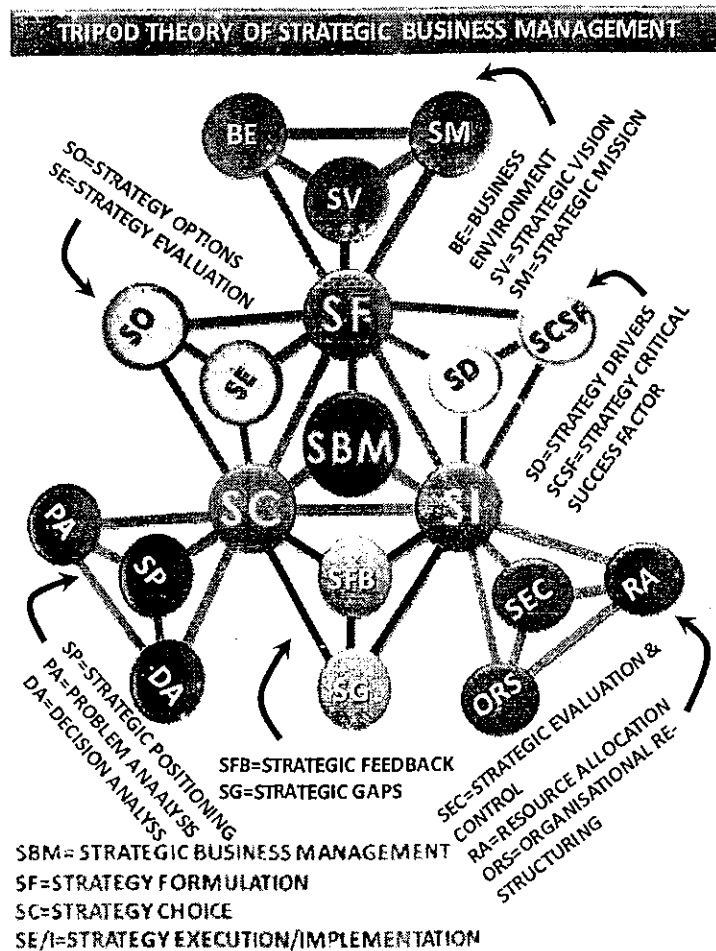 TRIPOD THEORY OF STRATEGIC BUSINESS MANAGEMENT
BE
SM
SV
SO=STRATEGY OPTIONS
SE=STRATEGY EVALUATION
BE=BUSINESS
ENVIRONMENT
SV=STRATEGIC VISION
SM=STRATEGIC MISSION
SF
SO
SE
SD
SCSF
SD=STRATEGY DRIVERS
SCSF=STRATEGY CRITICAL
SUCCESS FACTOR
SBM
SC
SI
PA
SP
DA
SFB
SG
SEC
RA
ORS
SP=STRATEGIC POSITIONING
PA=PROBLEM ANAALYSIS
DA=DECISION ANALYSS
SFB=STRATEGIC FEEDBACK
SG=STRATEGIC GAPS
SEC=STRATEGIC EVALUATION &
CONTROL
RA=RESOURCE ALLOCATION
ORS=ORGANISATIONAL RE-
STRUCTURING
SBM=STRATEGIC BUSINESS MANAGEMENT
SF=STRATEGY FORMULATION
SC=STRATEGY CHOICE
SE/I=STRATEGY EXECUTION/IMPLEMENTATION